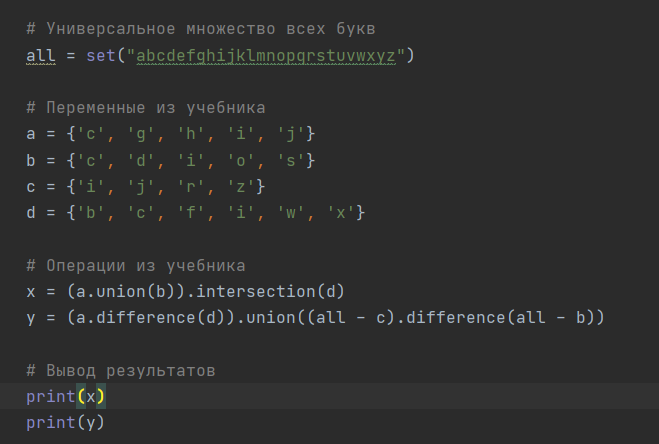 # Универсальное множество всех букв
all = set("abcdefghijklmnopqrstuvwxyz")
# Переменные из учебника
a = {'c', 'g', 'h', 'i', 'j'}
b = {'c', 'd', 'i', 'o', 's'}
c = {'i', 'j', 'r', 'z'}
d = {'b', 'c', 'f', 'i', 'w', 'x'}
# Операции из учебника
x = (a.union(b)).intersection(d)
y = (a.difference(d)).union((all - c).difference(all - b))
# Вывод результатов
print(x)
print(y)